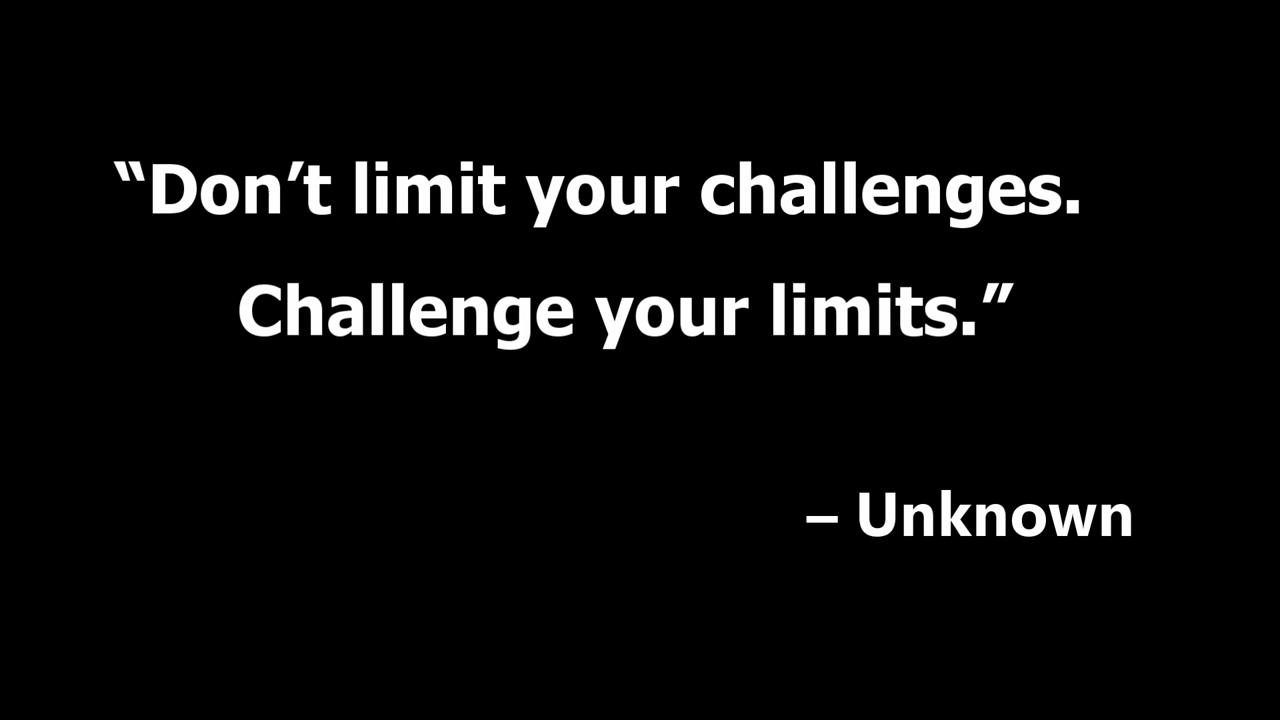 “Don’t limit your challenges.
Challenge your limits.”
– Unknown